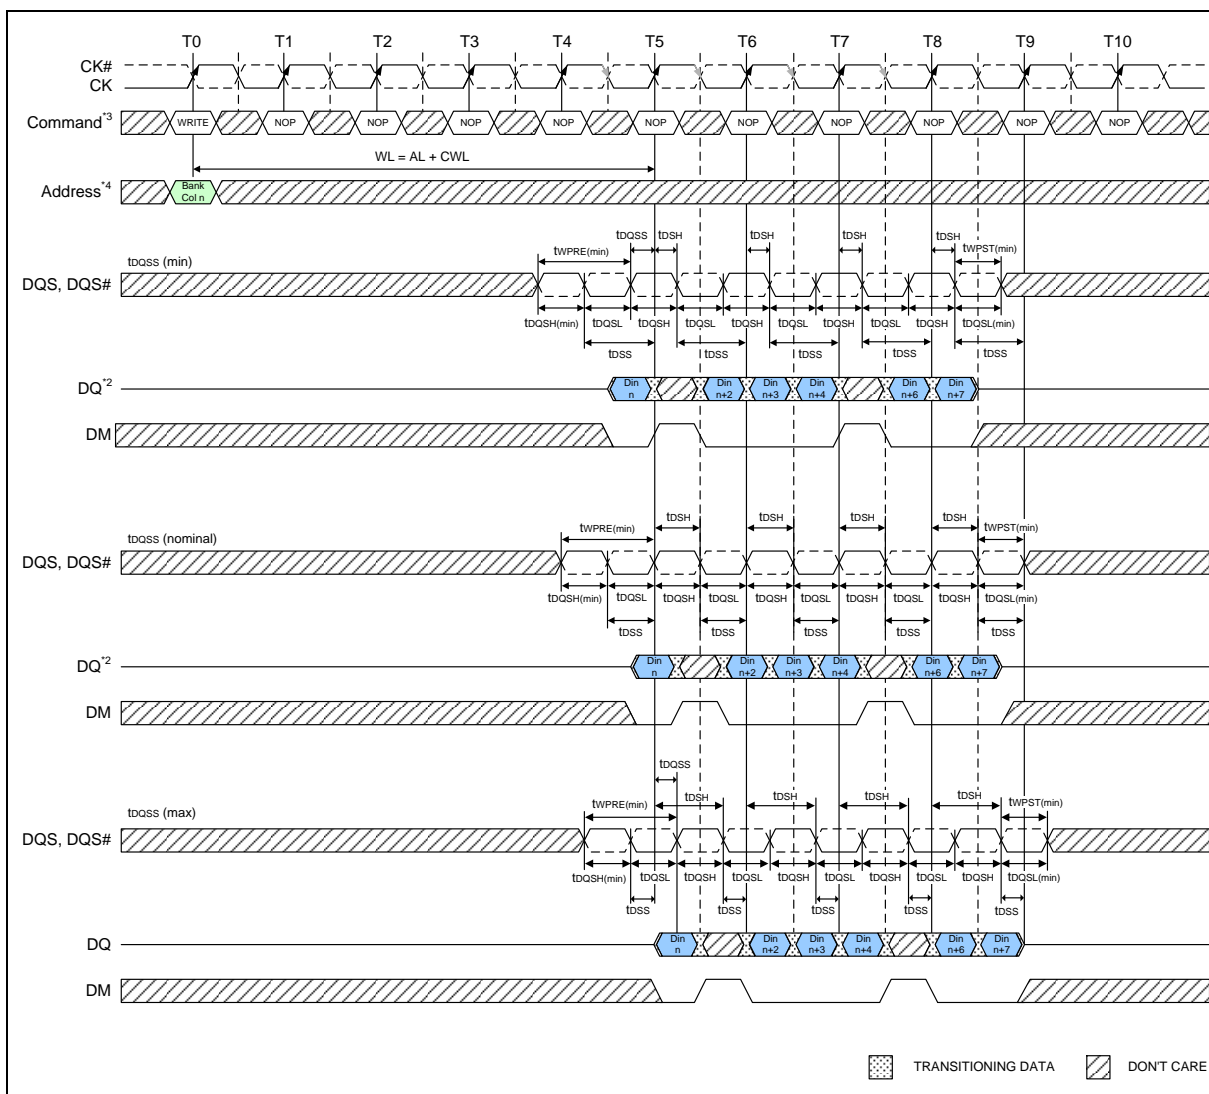 T0 T1 T2 T3 T4 T5 T6 T7 T8 T9 T10
CK#
CK
Command*3 WRITE NOP NOP NOP NOP NOP NOP NOP NOP NOP NOP
WL = AL + CWL
Address*4 Bank Col n
tDQSS tDSH tDSH tDSH tDSH
tWPRE(min) tWPST(min)
tDQSS (min)
DQS, DQS#
tDQSH(min) tDQSL tDQSH tDQSL tDQSH tDQSL tDQSH tDQSL tDQSH tDQSL(min)
tDSS tDSS tDSS tDSS tDSS
DQ*2 Din n Din n+2 Din n+3 Din n+4 Din n+6 Din n+7
DM
tWPRE(min) tDSH tDSH tDSH tDSH tWPST(min)
tDQSS (nominal)
DQS, DQS#
tDQSH(min) tDQSL tDQSH tDQSL tDQSH tDQSL tDQSH tDQSL tDQSH tDQSL(min)
tDSS tDSS tDSS tDSS tDSS
DQ*2 Din n Din n+2 Din n+3 Din n+4 Din n+6 Din n+7
DM
tDQSS
tWPRE(min) tDSH tDSH tDSH tDSH tWPST(min)
tDQSS (max)
DQS, DQS#
tDQSH(min) tDQSL tDQSH tDQSL tDQSH tDQSL tDQSH tDQSL tDQSH tDQSL(min)
tDSS tDSS tDSS tDSS tDSS
DQ Din n Din n+2 Din n+3 Din n+4 Din n+6 Din n+7
DM
TRANSITIONING DATA DON'T CARE